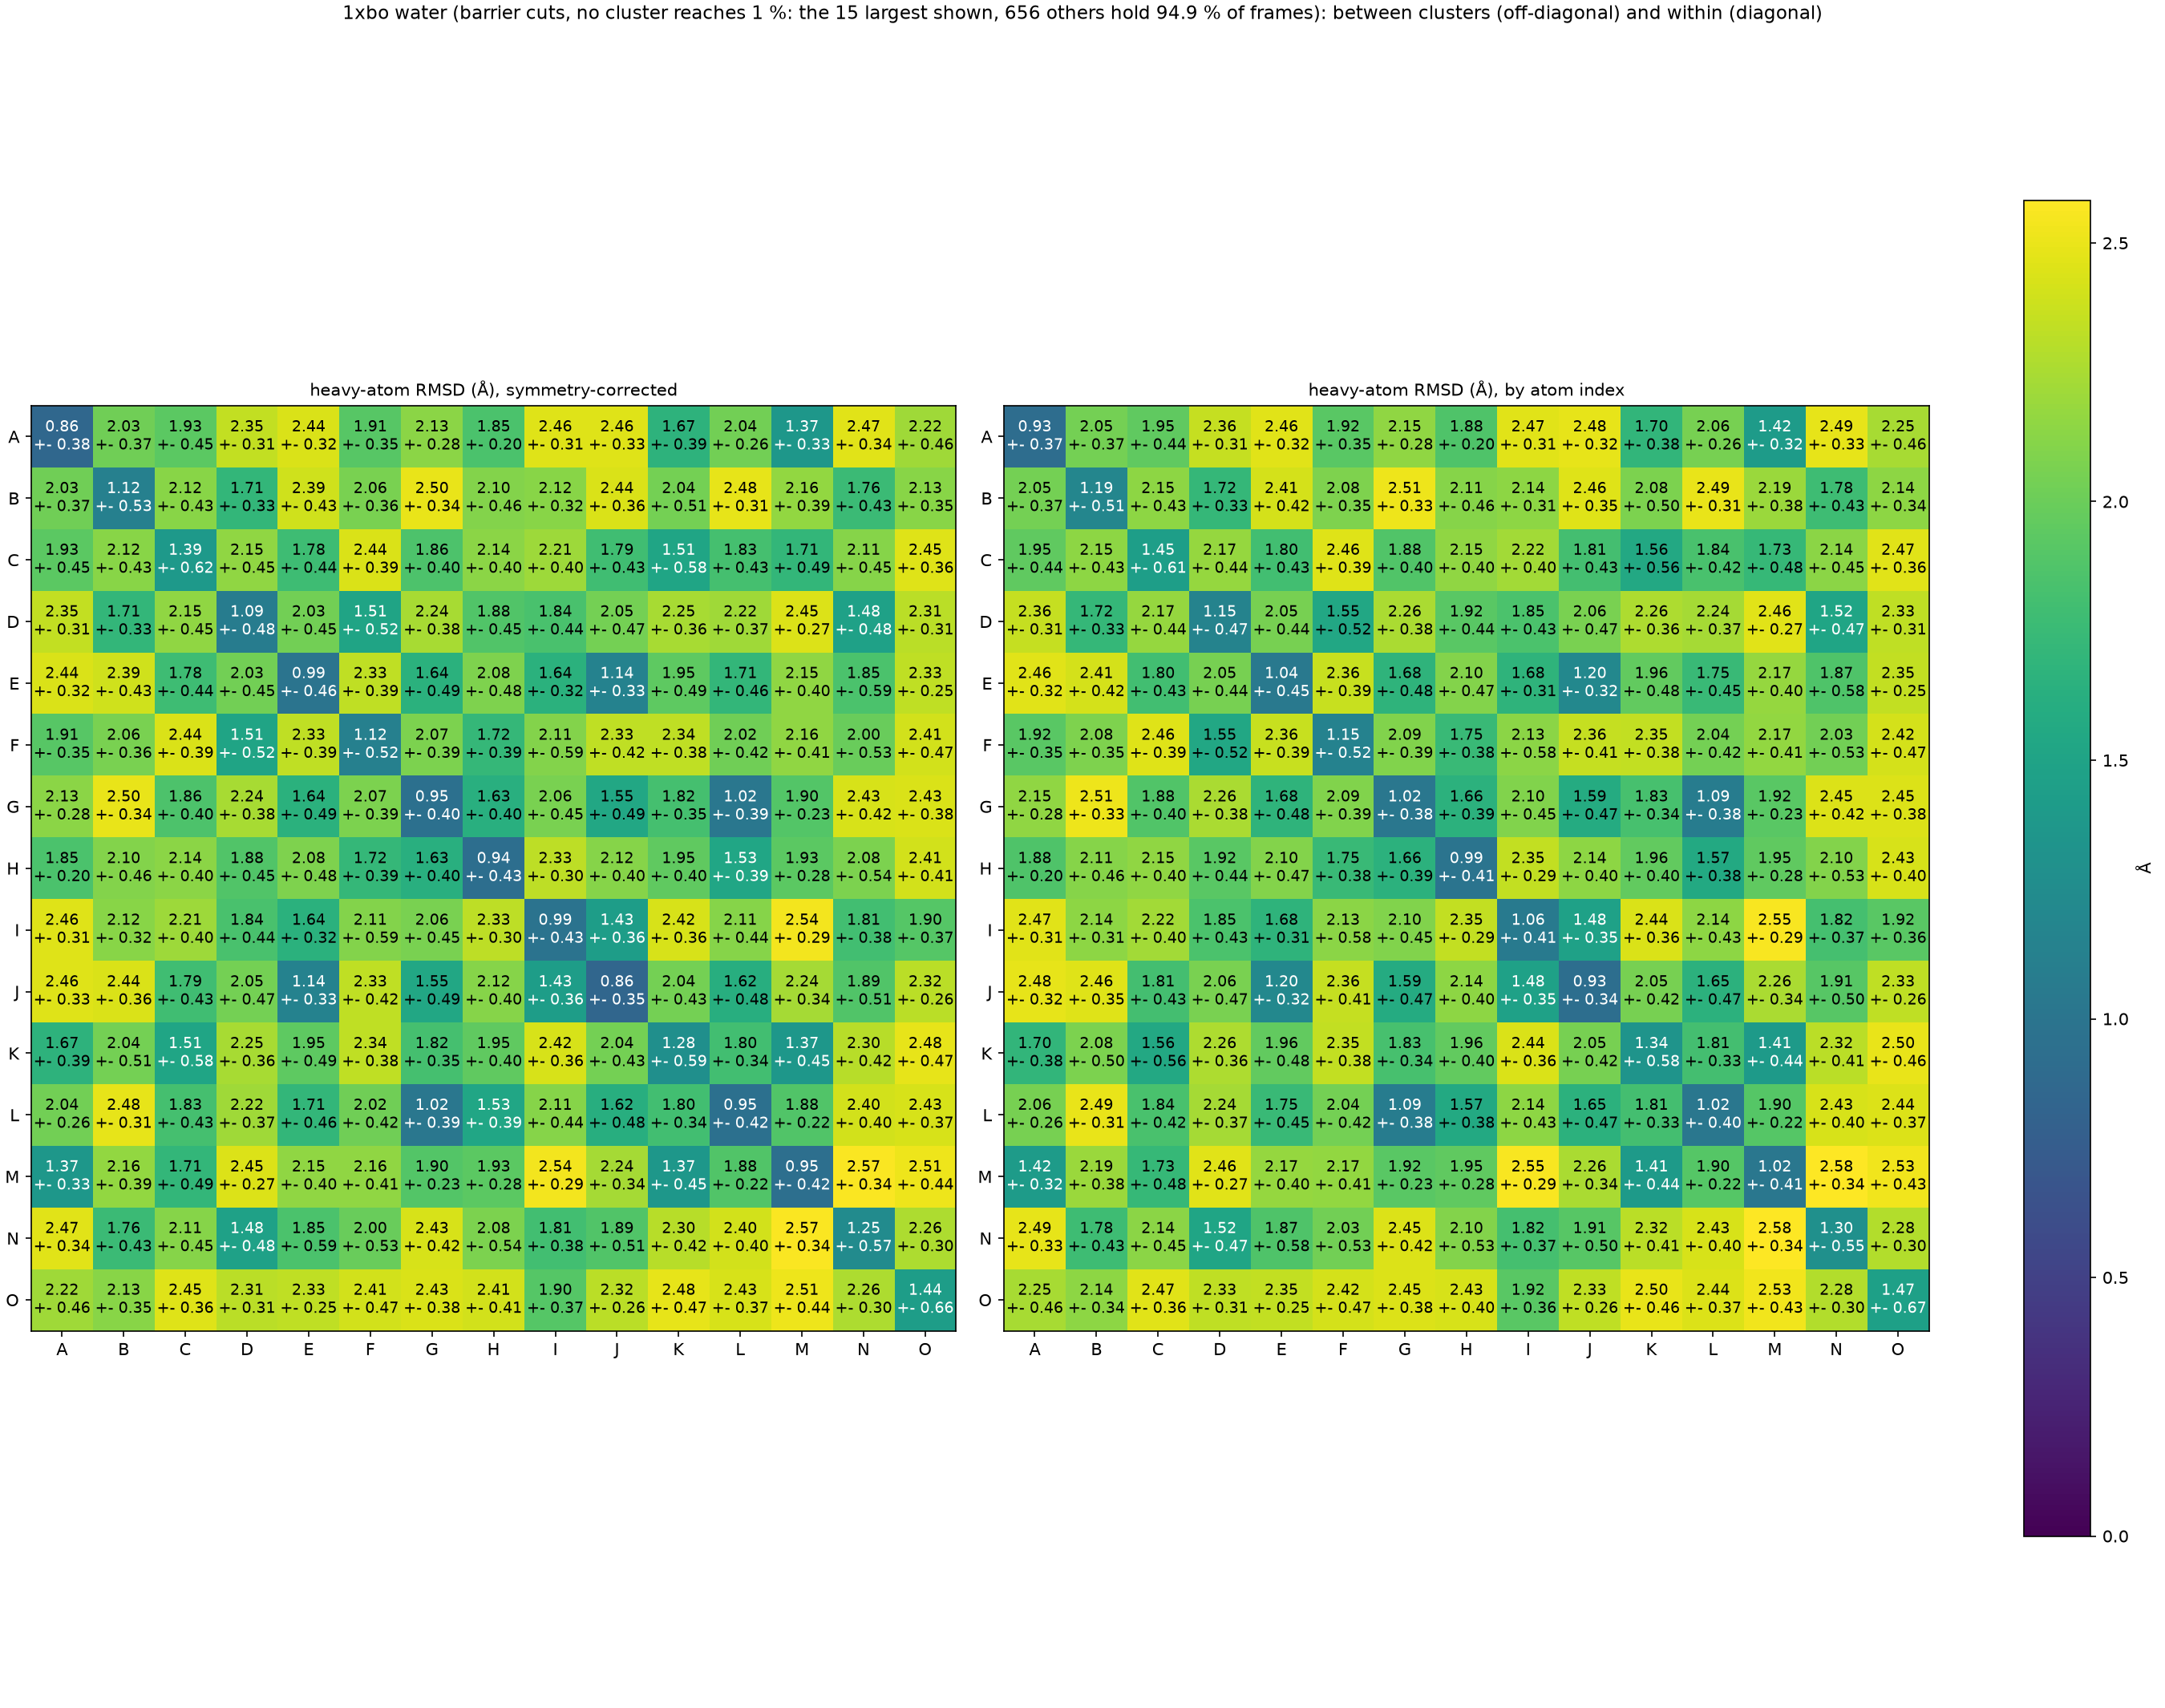 1xbo water (barrier cuts, no cluster reaches 1 %: the 15 largest shown, 656 others hold 94.9 % of frames): between clusters (off-diagonal) and within (diagonal)
heavy-atom RMSD (Å), symmetry-corrected
A 0.86 2.03 1.93 2.35 2.44 1.91 2.13 1.85 2.46 2.46 1.67 2.04 1.37 2.47 2.22
+- 0.38 +- 0.37 +- 0.45 +- 0.31 +- 0.32 +- 0.35 +- 0.28 +- 0.20 +- 0.31 +- 0.33 +- 0.39 +- 0.26 +- 0.33 +- 0.34 +- 0.46
B 2.03 1.12 2.12 1.71 2.39 2.06 2.50 2.10 2.12 2.44 2.04 2.48 2.16 1.76 2.13
+- 0.37 +- 0.53 +- 0.43 +- 0.33 +- 0.43 +- 0.36 +- 0.34 +- 0.46 +- 0.32 +- 0.36 +- 0.51 +- 0.31 +- 0.39 +- 0.43 +- 0.35
C 1.93 2.12 1.39 2.15 1.78 2.44 1.86 2.14 2.21 1.79 1.51 1.83 1.71 2.11 2.45
+- 0.45 +- 0.43 +- 0.62 +- 0.45 +- 0.44 +- 0.39 +- 0.40 +- 0.40 +- 0.40 +- 0.43 +- 0.58 +- 0.43 +- 0.49 +- 0.45 +- 0.36
D 2.35 1.71 2.15 1.09 2.03 1.51 2.24 1.88 1.84 2.05 2.25 2.22 2.45 1.48 2.31
+- 0.31 +- 0.33 +- 0.45 +- 0.48 +- 0.45 +- 0.52 +- 0.38 +- 0.45 +- 0.44 +- 0.47 +- 0.36 +- 0.37 +- 0.27 +- 0.48 +- 0.31
E 2.44 2.39 1.78 2.03 0.99 2.33 1.64 2.08 1.64 1.14 1.95 1.71 2.15 1.85 2.33
+- 0.32 +- 0.43 +- 0.44 +- 0.45 +- 0.46 +- 0.39 +- 0.49 +- 0.48 +- 0.32 +- 0.33 +- 0.49 +- 0.46 +- 0.40 +- 0.59 +- 0.25
F 1.91 2.06 2.44 1.51 2.33 1.12 2.07 1.72 2.11 2.33 2.34 2.02 2.16 2.00 2.41
+- 0.35 +- 0.36 +- 0.39 +- 0.52 +- 0.39 +- 0.52 +- 0.39 +- 0.39 +- 0.59 +- 0.42 +- 0.38 +- 0.42 +- 0.41 +- 0.53 +- 0.47
G 2.13 2.50 1.86 2.24 1.64 2.07 0.95 1.63 2.06 1.55 1.82 1.02 1.90 2.43 2.43
+- 0.28 +- 0.34 +- 0.40 +- 0.38 +- 0.49 +- 0.39 +- 0.40 +- 0.40 +- 0.45 +- 0.49 +- 0.35 +- 0.39 +- 0.23 +- 0.42 +- 0.38
H 1.85 2.10 2.14 1.88 2.08 1.72 1.63 0.94 2.33 2.12 1.95 1.53 1.93 2.08 2.41
+- 0.20 +- 0.46 +- 0.40 +- 0.45 +- 0.48 +- 0.39 +- 0.40 +- 0.43 +- 0.30 +- 0.40 +- 0.40 +- 0.39 +- 0.28 +- 0.54 +- 0.41
I 2.46 2.12 2.21 1.84 1.64 2.11 2.06 2.33 0.99 1.43 2.42 2.11 2.54 1.81 1.90
+- 0.31 +- 0.32 +- 0.40 +- 0.44 +- 0.32 +- 0.59 +- 0.45 +- 0.30 +- 0.43 +- 0.36 +- 0.36 +- 0.44 +- 0.29 +- 0.38 +- 0.37
J 2.46 2.44 1.79 2.05 1.14 2.33 1.55 2.12 1.43 0.86 2.04 1.62 2.24 1.89 2.32
+- 0.33 +- 0.36 +- 0.43 +- 0.47 +- 0.33 +- 0.42 +- 0.49 +- 0.40 +- 0.36 +- 0.35 +- 0.43 +- 0.48 +- 0.34 +- 0.51 +- 0.26
K 1.67 2.04 1.51 2.25 1.95 2.34 1.82 1.95 2.42 2.04 1.28 1.80 1.37 2.30 2.48
+- 0.39 +- 0.51 +- 0.58 +- 0.36 +- 0.49 +- 0.38 +- 0.35 +- 0.40 +- 0.36 +- 0.43 +- 0.59 +- 0.34 +- 0.45 +- 0.42 +- 0.47
L 2.04 2.48 1.83 2.22 1.71 2.02 1.02 1.53 2.11 1.62 1.80 0.95 1.88 2.40 2.43
+- 0.26 +- 0.31 +- 0.43 +- 0.37 +- 0.46 +- 0.42 +- 0.39 +- 0.39 +- 0.44 +- 0.48 +- 0.34 +- 0.42 +- 0.22 +- 0.40 +- 0.37
M 1.37 2.16 1.71 2.45 2.15 2.16 1.90 1.93 2.54 2.24 1.37 1.88 0.95 2.57 2.51
+- 0.33 +- 0.39 +- 0.49 +- 0.27 +- 0.40 +- 0.41 +- 0.23 +- 0.28 +- 0.29 +- 0.34 +- 0.45 +- 0.22 +- 0.42 +- 0.34 +- 0.44
N 2.47 1.76 2.11 1.48 1.85 2.00 2.43 2.08 1.81 1.89 2.30 2.40 2.57 1.25 2.26
+- 0.34 +- 0.43 +- 0.45 +- 0.48 +- 0.59 +- 0.53 +- 0.42 +- 0.54 +- 0.38 +- 0.51 +- 0.42 +- 0.40 +- 0.34 +- 0.57 +- 0.30
O 2.22 2.13 2.45 2.31 2.33 2.41 2.43 2.41 1.90 2.32 2.48 2.43 2.51 2.26 1.44
+- 0.46 +- 0.35 +- 0.36 +- 0.31 +- 0.25 +- 0.47 +- 0.38 +- 0.41 +- 0.37 +- 0.26 +- 0.47 +- 0.37 +- 0.44 +- 0.30 +- 0.66
A B C D E F G H I J K L M N O
heavy-atom RMSD (Å), by atom index
A 0.93 2.05 1.95 2.36 2.46 1.92 2.15 1.88 2.47 2.48 1.70 2.06 1.42 2.49 2.25
+- 0.37 +- 0.37 +- 0.44 +- 0.31 +- 0.32 +- 0.35 +- 0.28 +- 0.20 +- 0.31 +- 0.32 +- 0.38 +- 0.26 +- 0.32 +- 0.33 +- 0.46
B 2.05 1.19 2.15 1.72 2.41 2.08 2.51 2.11 2.14 2.46 2.08 2.49 2.19 1.78 2.14
+- 0.37 +- 0.51 +- 0.43 +- 0.33 +- 0.42 +- 0.35 +- 0.33 +- 0.46 +- 0.31 +- 0.35 +- 0.50 +- 0.31 +- 0.38 +- 0.43 +- 0.34
C 1.95 2.15 1.45 2.17 1.80 2.46 1.88 2.15 2.22 1.81 1.56 1.84 1.73 2.14 2.47
+- 0.44 +- 0.43 +- 0.61 +- 0.44 +- 0.43 +- 0.39 +- 0.40 +- 0.40 +- 0.40 +- 0.43 +- 0.56 +- 0.42 +- 0.48 +- 0.45 +- 0.36
D 2.36 1.72 2.17 1.15 2.05 1.55 2.26 1.92 1.85 2.06 2.26 2.24 2.46 1.52 2.33
+- 0.31 +- 0.33 +- 0.44 +- 0.47 +- 0.44 +- 0.52 +- 0.38 +- 0.44 +- 0.43 +- 0.47 +- 0.36 +- 0.37 +- 0.27 +- 0.47 +- 0.31
E 2.46 2.41 1.80 2.05 1.04 2.36 1.68 2.10 1.68 1.20 1.96 1.75 2.17 1.87 2.35
+- 0.32 +- 0.42 +- 0.43 +- 0.44 +- 0.45 +- 0.39 +- 0.48 +- 0.47 +- 0.31 +- 0.32 +- 0.48 +- 0.45 +- 0.40 +- 0.58 +- 0.25
F 1.92 2.08 2.46 1.55 2.36 1.15 2.09 1.75 2.13 2.36 2.35 2.04 2.17 2.03 2.42
+- 0.35 +- 0.35 +- 0.39 +- 0.52 +- 0.39 +- 0.52 +- 0.39 +- 0.38 +- 0.58 +- 0.41 +- 0.38 +- 0.42 +- 0.41 +- 0.53 +- 0.47
G 2.15 2.51 1.88 2.26 1.68 2.09 1.02 1.66 2.10 1.59 1.83 1.09 1.92 2.45 2.45
+- 0.28 +- 0.33 +- 0.40 +- 0.38 +- 0.48 +- 0.39 +- 0.38 +- 0.39 +- 0.45 +- 0.47 +- 0.34 +- 0.38 +- 0.23 +- 0.42 +- 0.38
H 1.88 2.11 2.15 1.92 2.10 1.75 1.66 0.99 2.35 2.14 1.96 1.57 1.95 2.10 2.43
+- 0.20 +- 0.46 +- 0.40 +- 0.44 +- 0.47 +- 0.38 +- 0.39 +- 0.41 +- 0.29 +- 0.40 +- 0.40 +- 0.38 +- 0.28 +- 0.53 +- 0.40
I 2.47 2.14 2.22 1.85 1.68 2.13 2.10 2.35 1.06 1.48 2.44 2.14 2.55 1.82 1.92
+- 0.31 +- 0.31 +- 0.40 +- 0.43 +- 0.31 +- 0.58 +- 0.45 +- 0.29 +- 0.41 +- 0.35 +- 0.36 +- 0.43 +- 0.29 +- 0.37 +- 0.36
J 2.48 2.46 1.81 2.06 1.20 2.36 1.59 2.14 1.48 0.93 2.05 1.65 2.26 1.91 2.33
+- 0.32 +- 0.35 +- 0.43 +- 0.47 +- 0.32 +- 0.41 +- 0.47 +- 0.40 +- 0.35 +- 0.34 +- 0.42 +- 0.47 +- 0.34 +- 0.50 +- 0.26
K 1.70 2.08 1.56 2.26 1.96 2.35 1.83 1.96 2.44 2.05 1.34 1.81 1.41 2.32 2.50
+- 0.38 +- 0.50 +- 0.56 +- 0.36 +- 0.48 +- 0.38 +- 0.34 +- 0.40 +- 0.36 +- 0.42 +- 0.58 +- 0.33 +- 0.44 +- 0.41 +- 0.46
L 2.06 2.49 1.84 2.24 1.75 2.04 1.09 1.57 2.14 1.65 1.81 1.02 1.90 2.43 2.44
+- 0.26 +- 0.31 +- 0.42 +- 0.37 +- 0.45 +- 0.42 +- 0.38 +- 0.38 +- 0.43 +- 0.47 +- 0.33 +- 0.40 +- 0.22 +- 0.40 +- 0.37
M 1.42 2.19 1.73 2.46 2.17 2.17 1.92 1.95 2.55 2.26 1.41 1.90 1.02 2.58 2.53
+- 0.32 +- 0.38 +- 0.48 +- 0.27 +- 0.40 +- 0.41 +- 0.23 +- 0.28 +- 0.29 +- 0.34 +- 0.44 +- 0.22 +- 0.41 +- 0.34 +- 0.43
N 2.49 1.78 2.14 1.52 1.87 2.03 2.45 2.10 1.82 1.91 2.32 2.43 2.58 1.30 2.28
+- 0.33 +- 0.43 +- 0.45 +- 0.47 +- 0.58 +- 0.53 +- 0.42 +- 0.53 +- 0.37 +- 0.50 +- 0.41 +- 0.40 +- 0.34 +- 0.55 +- 0.30
O 2.25 2.14 2.47 2.33 2.35 2.42 2.45 2.43 1.92 2.33 2.50 2.44 2.53 2.28 1.47
+- 0.46 +- 0.34 +- 0.36 +- 0.31 +- 0.25 +- 0.47 +- 0.38 +- 0.40 +- 0.36 +- 0.26 +- 0.46 +- 0.37 +- 0.43 +- 0.30 +- 0.67
A B C D E F G H I J K L M N O
2.5
2.0
1.5
1.0
0.5
0.0
Å